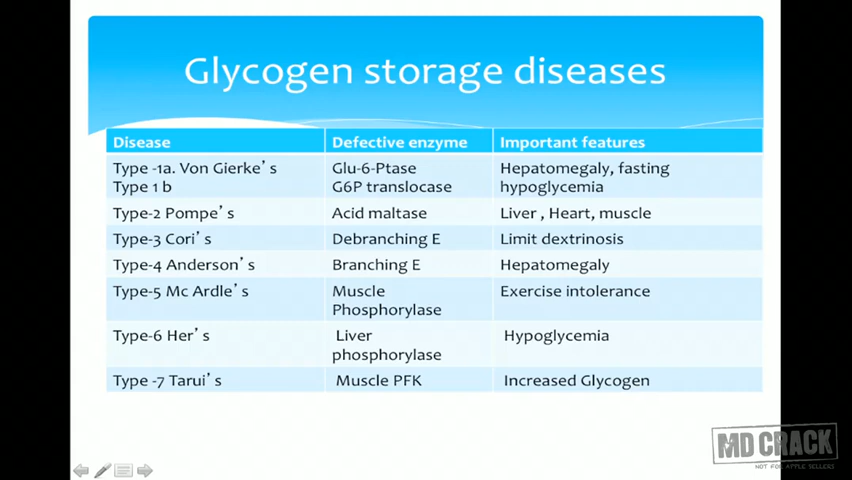 Glycogen storage diseases
Disease Defective enzyme Important features
Type -1a. Von Gierke's Glu-6-Ptase Hepatomegaly, fasting
Type 1 b G6P translocase hypoglycemia
Type-2 Pompe's Acid maltase Liver , Heart, muscle
Type-3 Cori's Debranching E Limit dextrinosis
Type-4 Anderson's Branching E Hepatomegaly
Type-5 Mc Ardle's Muscle Exercise intolerance
Phosphorylase
Type-6 Her's Liver Hypoglycemia
phosphorylase
Type -7 Tarui's Muscle PFK Increased Glycogen
MD CRACK
NOT FOR APPLE SELLERS